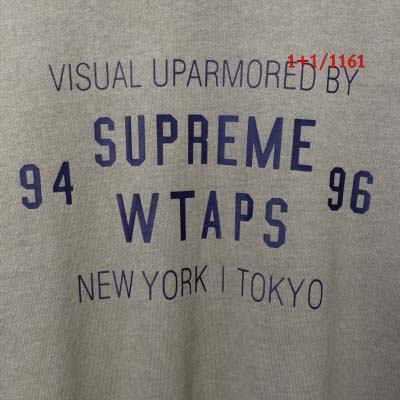 1+1/1161
VISUAL UPARMORED BY
SUPREME
94 96
WTAPS
NEW YORK | TOKYO